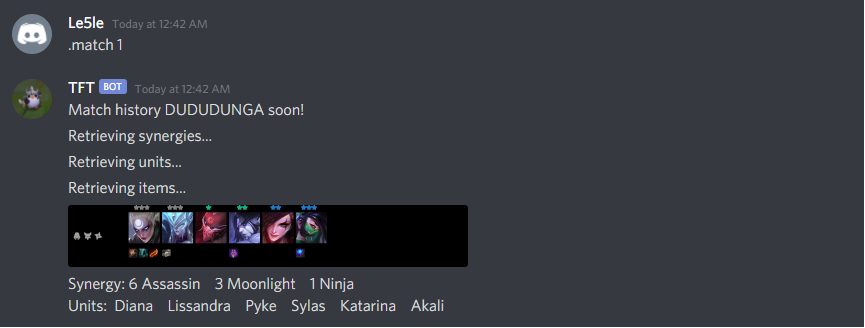 Le5le Today at 12:42 AM
.match 1
TFT BOT Today at 12:42 AM
Match history DUDUDUNGA soon!
Retrieving synergies...
Retrieving units...
Retrieving items...
Synergy: 6 Assassin 3 Moonlight 1 Ninja
Units: Diana Lissandra Pyke Sylas Katarina Akali